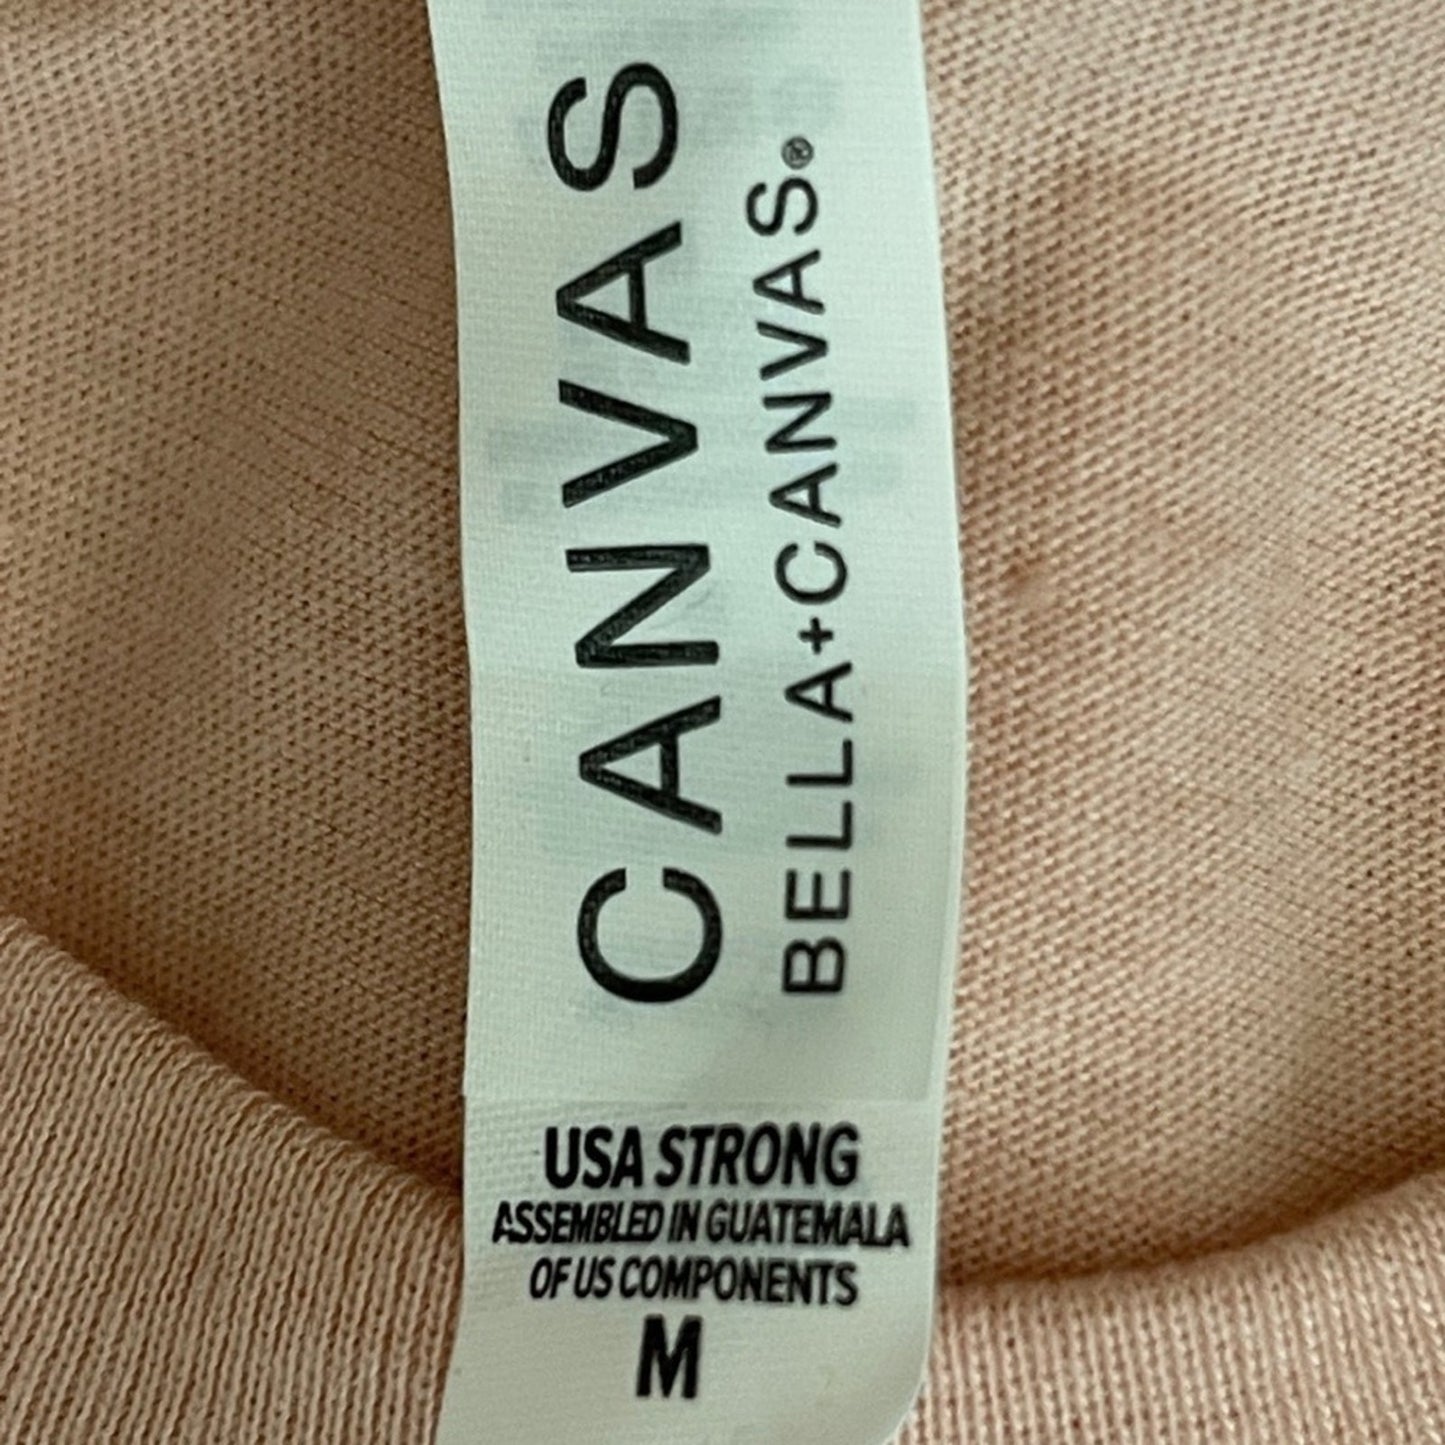 CANVAS
BELLA+CANVAS®
USA STRONG
ASSEMBLED IN GUATEMALA
OF US COMPONENTS
M